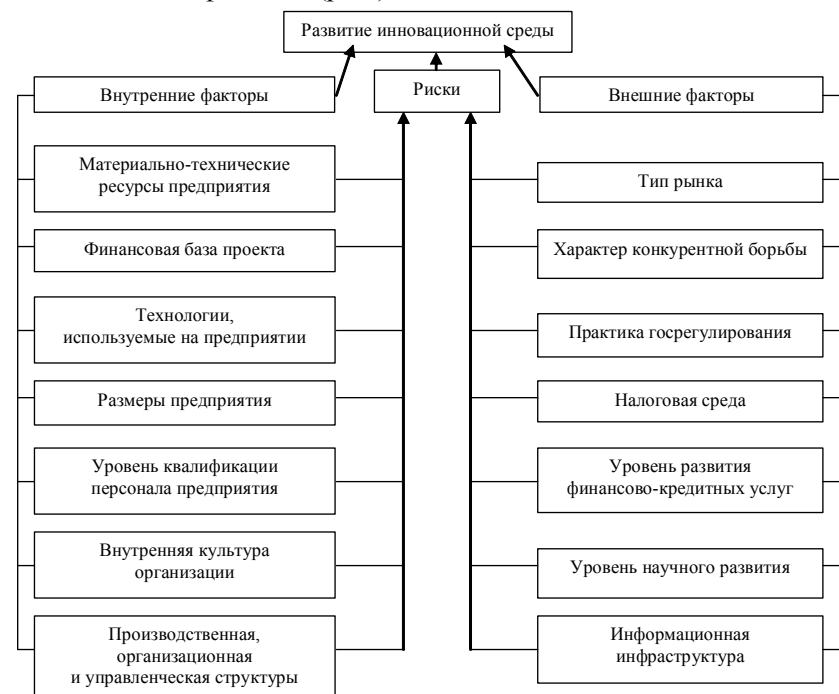 Развитие инновационной среды
Внутренние факторы
Риски
Внешние факторы
Материально-технические
ресурсы предприятия
Финансовая база проекта
Технологии,
используемые на предприятии
Размеры предприятия
Уровень квалификации
персонала предприятия
Внутренняя культура
организации
Производственная,
организационная
и управленческая структуры
Тип рынка
Характер конкурентной борьбы
Практика госрегулирования
Налоговая среда
Уровень развития
финансово-кредитных услуг
Уровень научного развития
Информационная
инфраструктура